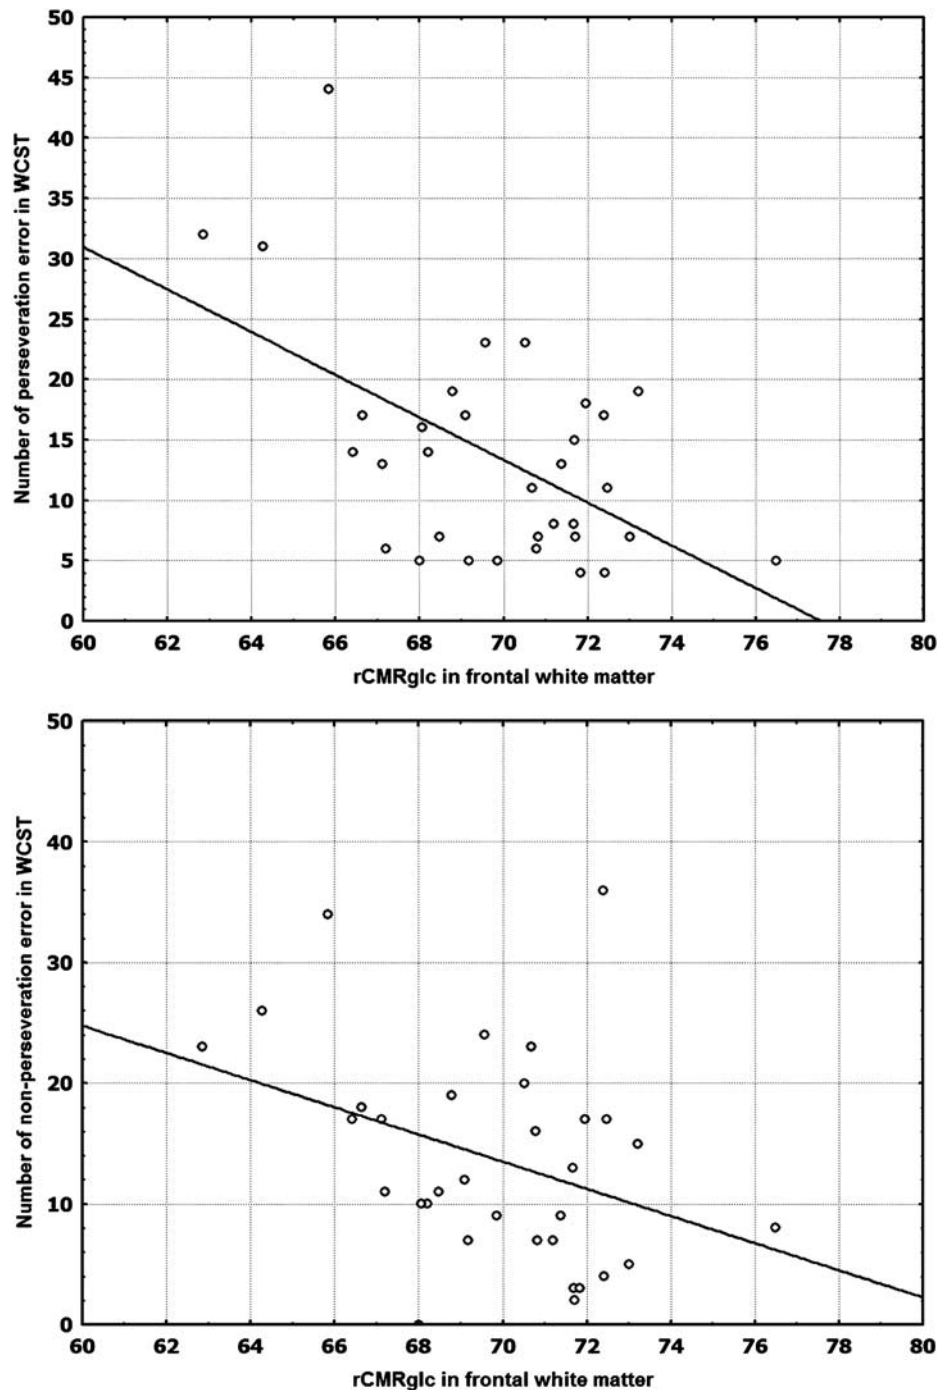 50
45
40
35
30
25
20
15
10
5
0
Number of perseveration error in WCST
60 62 64 66 68 70 72 74 76 78 80
rCMRglc in frontal white matter
50
40
30
20
10
0
Number of non-perseveration error in WCST
60 62 64 66 68 70 72 74 76 78 80
rCMRglc in frontal white matter